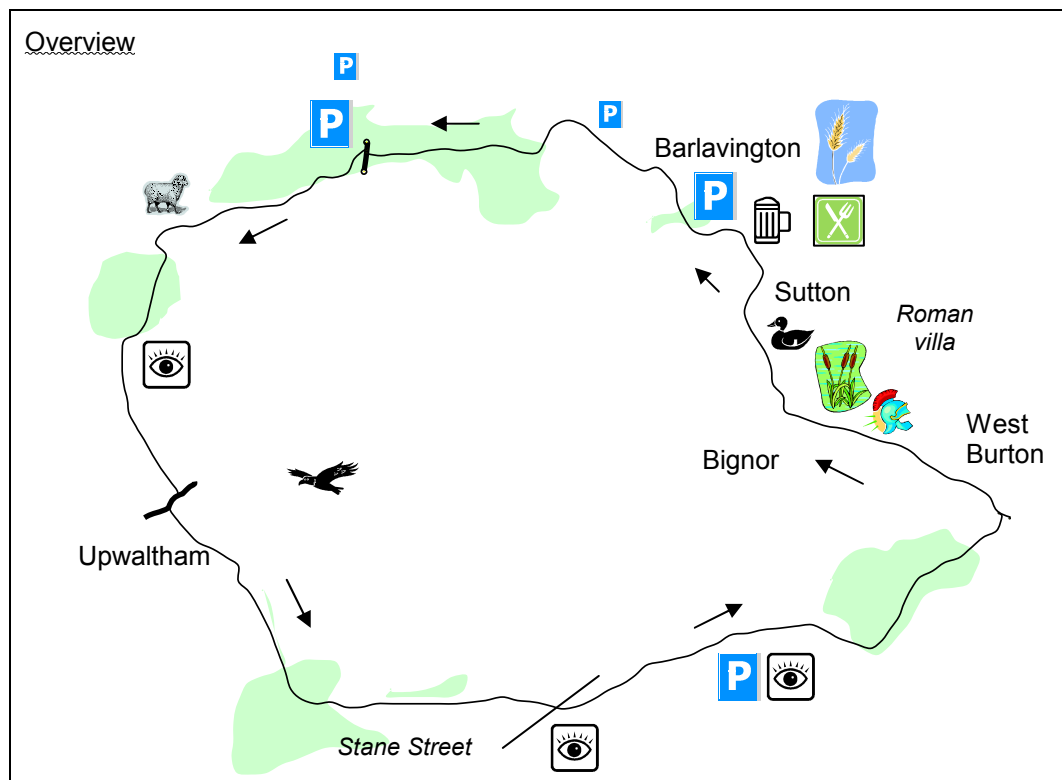 Overview
P
P
P
Barlavington
P
Sutton
Roman
villa
West
Burton
Bignor
Upwaltham
P
Stane Street